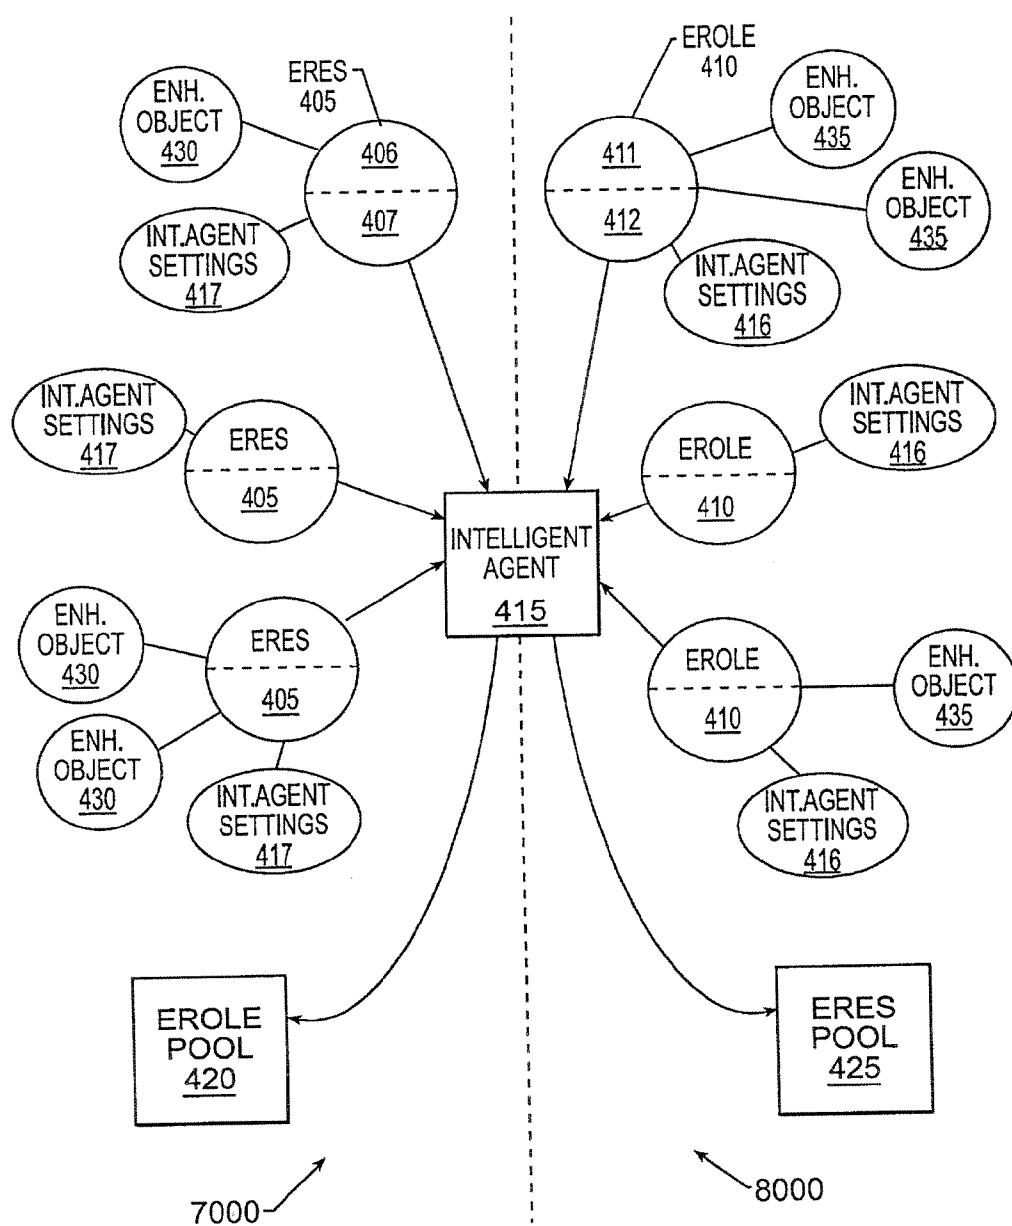 ERES
405
EROLE
410
ENH.
OBJECT
430
406
407
INT.AGENT
SETTINGS
417
411
412
ENH.
OBJECT
435
ENH.
OBJECT
435
INT.AGENT
SETTINGS
416
INT.AGENT
SETTINGS
417
ERES
405
EROLE
410
INT.AGENT
SETTINGS
416
INTELLIGENT
AGENT
415
ENH.
OBJECT
430
ENH.
OBJECT
430
ERES
405
INT.AGENT
SETTINGS
417
EROLE
410
ENH.
OBJECT
435
INT.AGENT
SETTINGS
416
EROLE
POOL
420
ERES
POOL
425
7000
8000